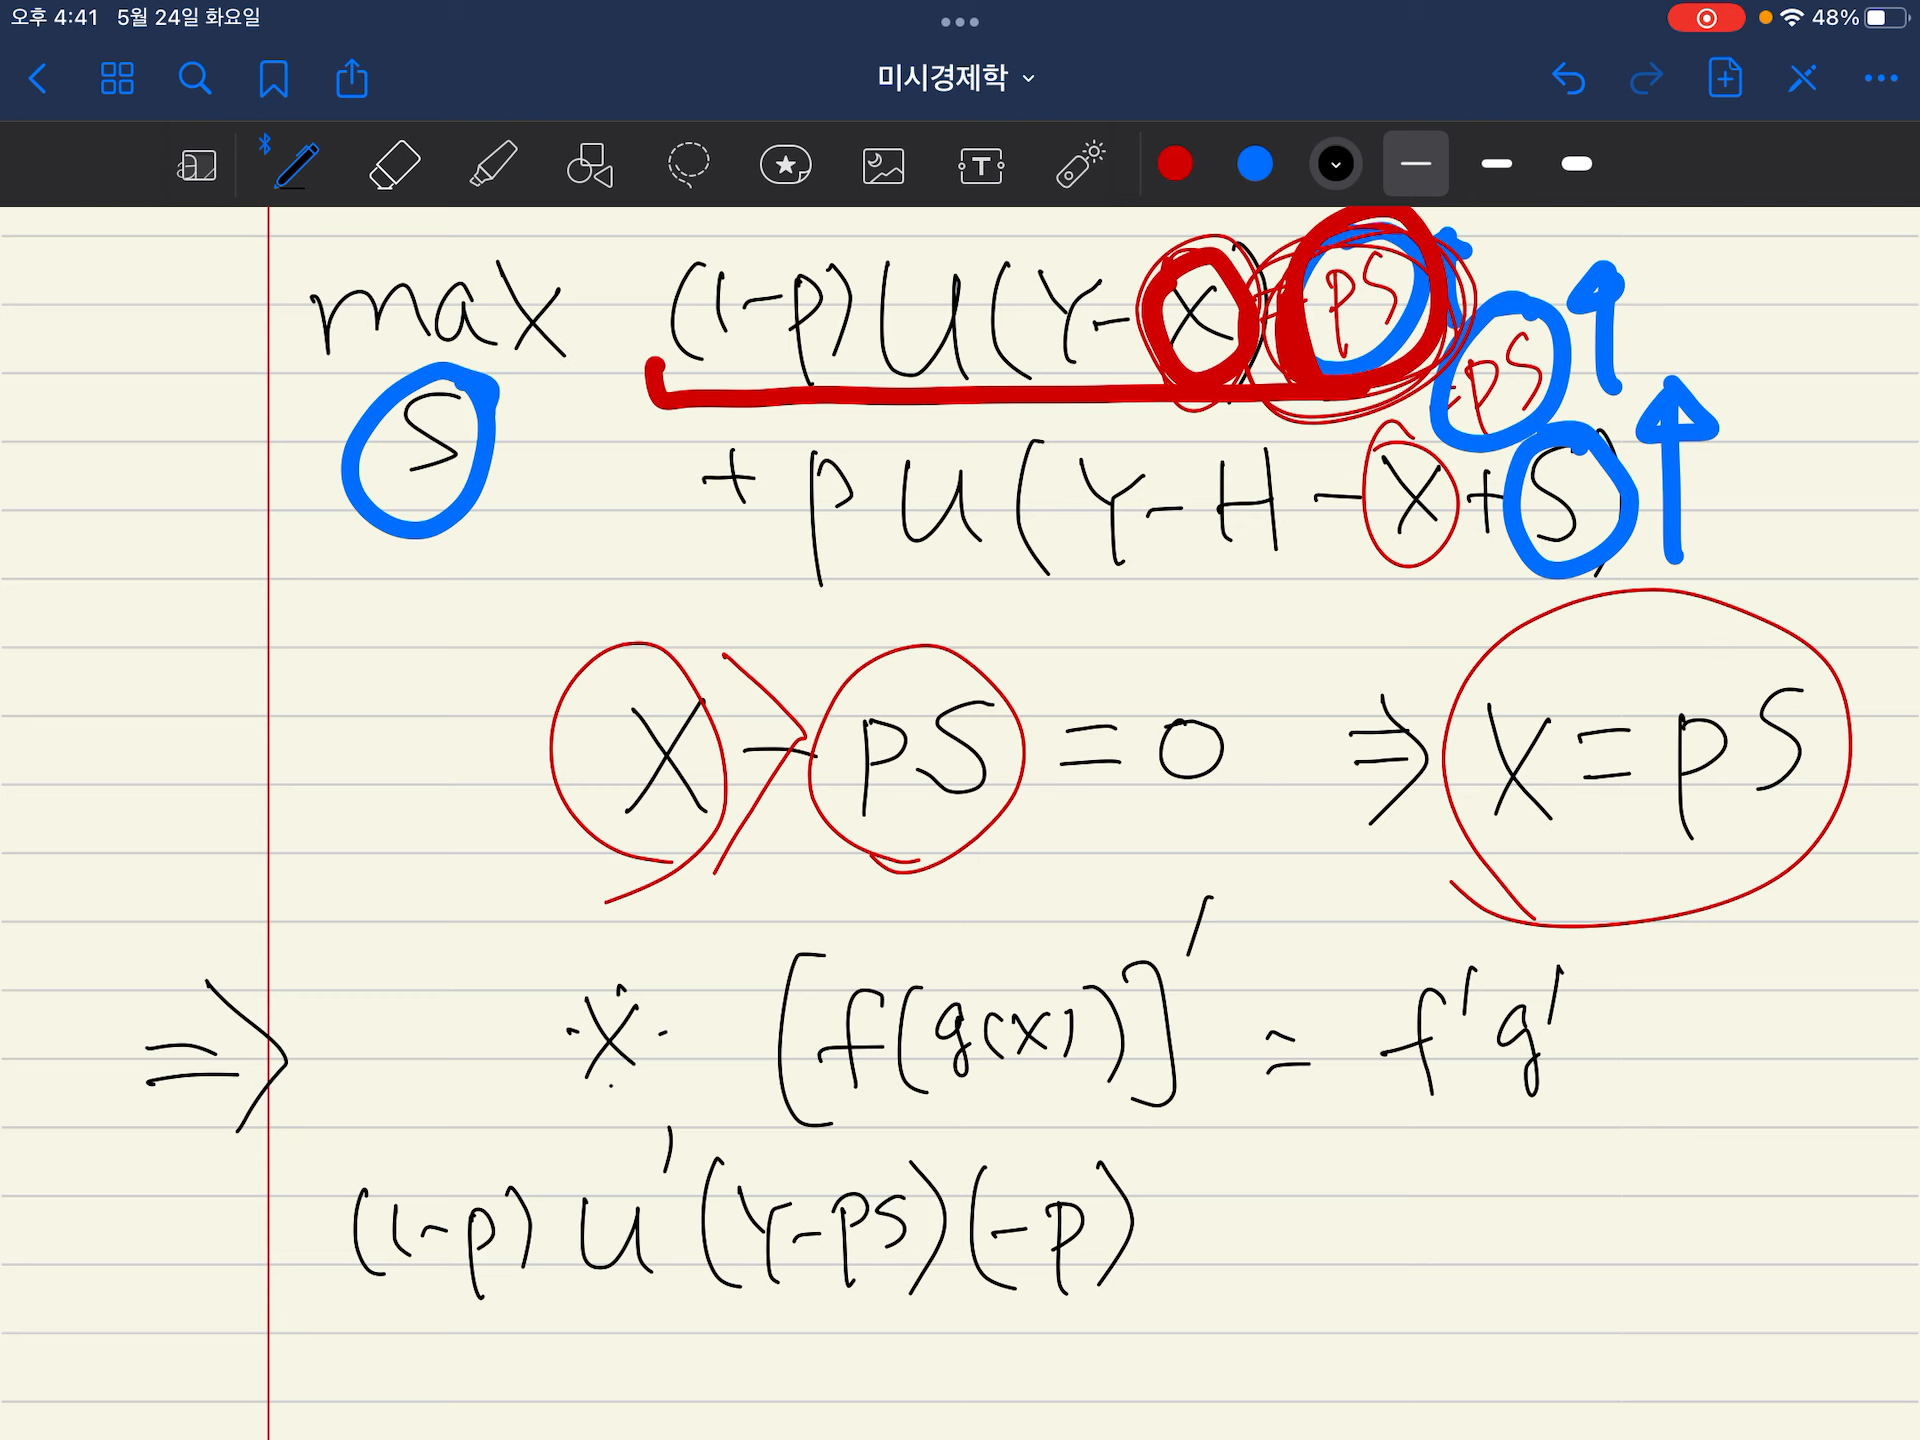 오후 4:41 5월 24일 화요일
48%
미시경제학
T
max (1-p)U(Y-X) = pS
S
= pS
+ pU(Y-H-X+S)
X - pS = 0 ⇒ X = pS
⇒ ※ [f(g(x))]' = f'g'
(1-p) U'(Y-pS)(-p)